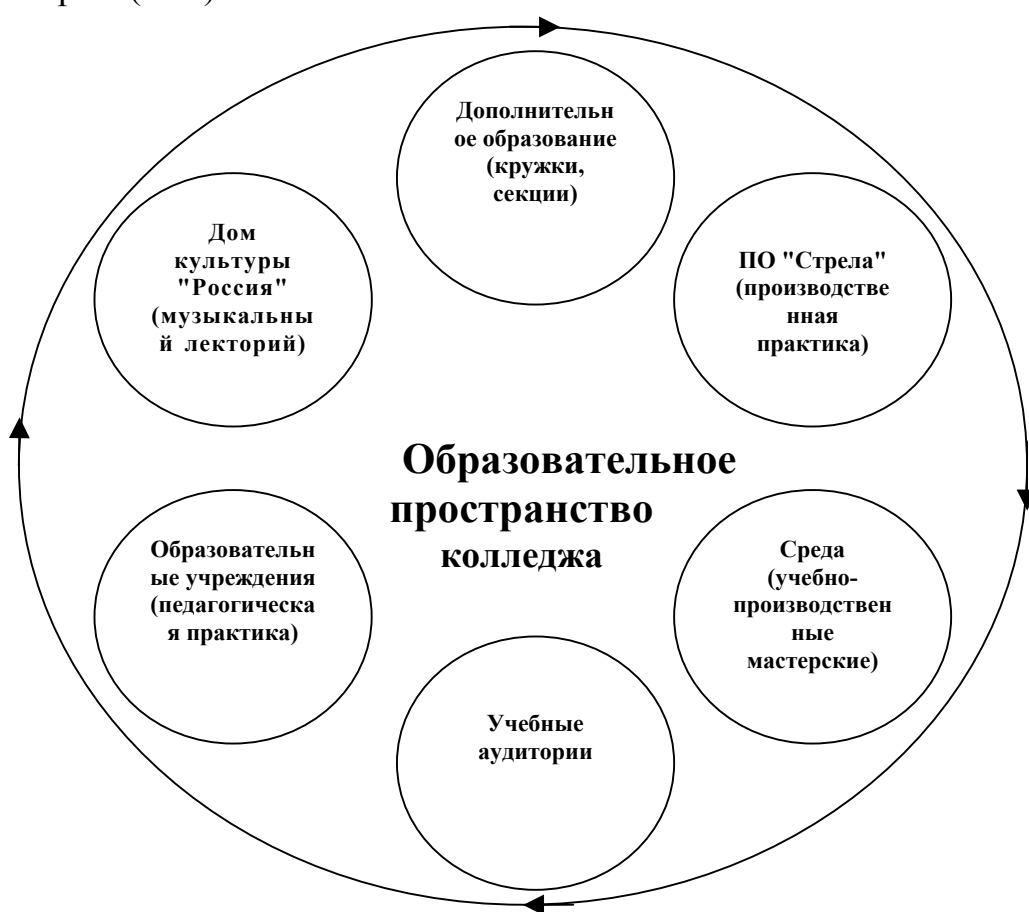 Дополнительн
ое образование
(кружки,
секции)
Дом
культуры
"Россия"
(музыкальны
й лекторий)
ПО "Стрела"
(производстве
нная
практика)
Образовательное
пространство
колледжа
Образовательн
ые учреждения
(педагогическа
я практика)
Среда
(учебно-
производствен
ные
мастерские)
Учебные
аудитории